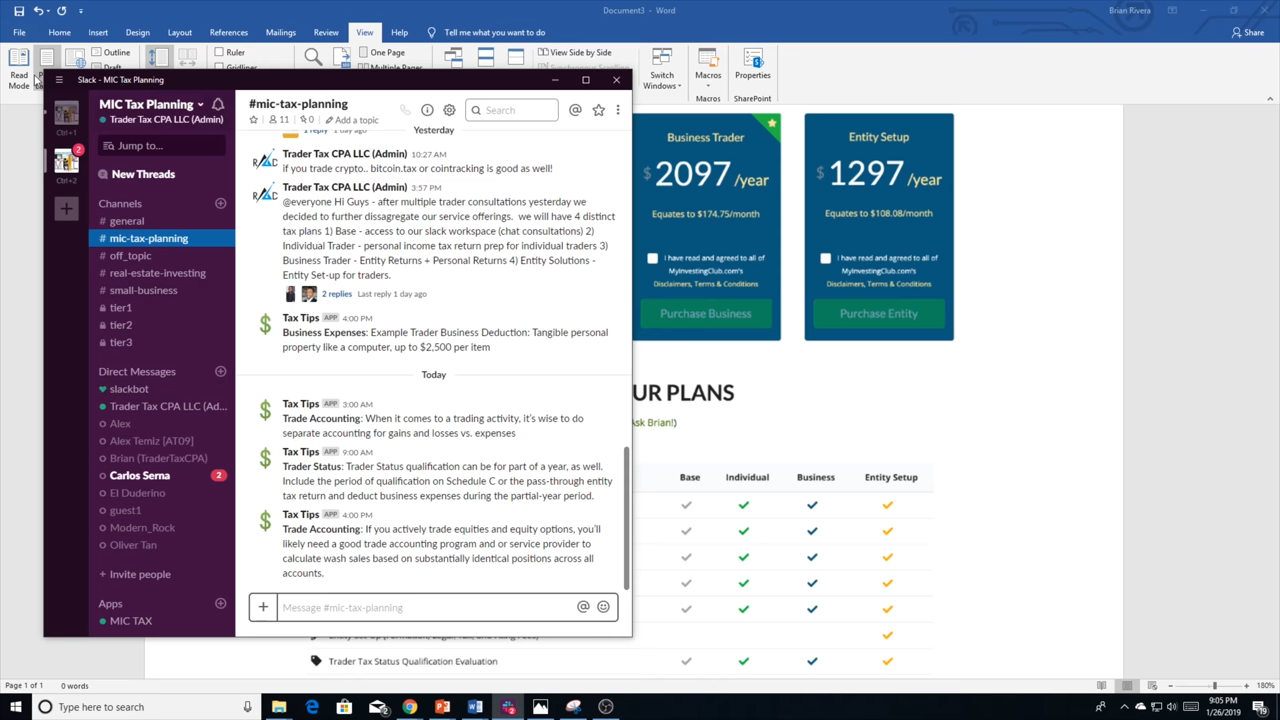 Document3 - Word
Brian Rivera
File
Home
Insert
Design
Layout
References
Mailings
Review
View
Help
Tell me what you want to do
Share
Read
Mode
Outline
Draft
Ruler
Gridlines
One Page
Multiple Pages
View Side by Side
Switch
Windows
Macros
Macros
Properties
SharePoint
Slack - MIC Tax Planning
Ctrl + 1
2
Ctrl + 2
MIC Tax Planning
Trader Tax CPA LLC (Admin)
Jump to...
New Threads
Channels
# general
# mic-tax-planning
# off_topic
# real-estate-investing
# small-business
tier1
tier2
tier3
Direct Messages
slackbot
Trader Tax CPA LLC (Ad...
Alex
Alex Temiz [AT09]
Brian (TraderTaxCPA)
Carlos Serna 2
El Duderino
guest1
Modern_Rock
Oliver Tan
+ Invite people
Apps
MIC TAX
#mic-tax-planning
11
0
Add a topic
Search
1 reply 1 day ago
Yesterday
Trader Tax CPA LLC (Admin) 10:27 AM
if you trade crypto.. bitcoin.tax or cointracking is good as well!
Trader Tax CPA LLC (Admin) 3:57 PM
@everyone Hi Guys - after multiple trader consultations yesterday we
decided to further dissagregate our service offerings. we will have 4 distinct
tax plans 1) Base - access to our slack workspace (chat consultations) 2)
Individual Trader - personal income tax return prep for individual traders 3)
Business Trader - Entity Returns + Personal Returns 4) Entity Solutions -
Entity Set-up for traders.
2 replies Last reply 1 day ago
Tax Tips APP 4:00 PM
Business Expenses: Example Trader Business Deduction: Tangible personal
property like a computer, up to $2,500 per item
Today
Tax Tips APP 3:00 AM
Trade Accounting: When it comes to a trading activity, it's wise to do
separate accounting for gains and losses vs. expenses
Tax Tips APP 9:00 AM
Trader Status: Trader Status qualification can be for part of a year, as well.
Include the period of qualification on Schedule C or the pass-through entity
tax return and deduct business expenses during the partial-year period.
Tax Tips APP 4:00 PM
Trade Accounting: If you actively trade equities and equity options, you'll
likely need a good trade accounting program and or service provider to
calculate wash sales based on substantially identical positions across all
accounts.
Message #mic-tax-planning
Business Trader
$2097/year
Equates to $174.75/month
I have read and agreed to all of
MyInvestingClub.com's
Disclaimers, Terms & Conditions
Purchase Business
Entity Setup
$1297/year
Equates to $108.08/month
I have read and agreed to all of
MyInvestingClub.com's
Disclaimers, Terms & Conditions
Purchase Entity
UR PLANS
Ask Brian!)
Base Individual Business Entity Setup
Trader Tax Status Qualification Evaluation
Page 1 of 1
0 words
180%
Type here to search
9:05 PM
1/26/2019